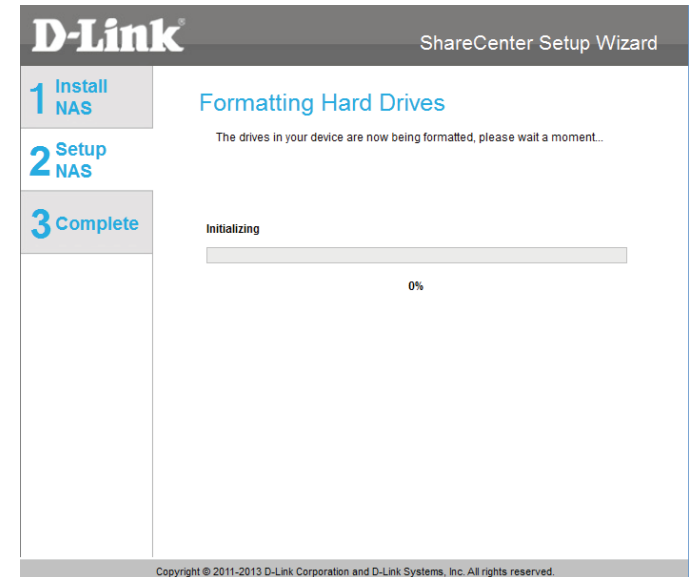 D-Link®
ShareCenter Setup Wizard
1 Install
NAS
2 Setup
NAS
3 Complete
Formatting Hard Drives
The drives in your device are now being formatted, please wait a moment...
Initializing
0%
Copyright © 2011-2013 D-Link Corporation and D-Link Systems, Inc. All rights reserved.